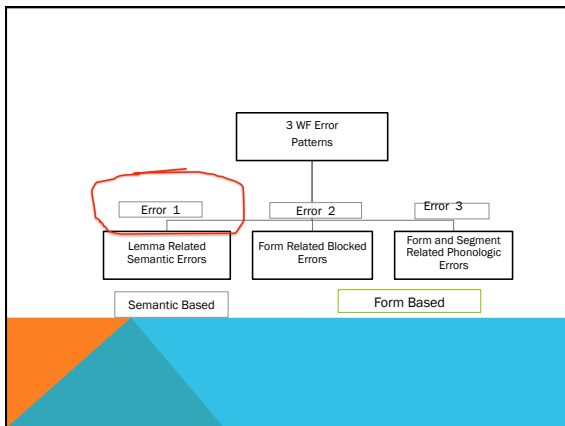 3 WF Error
Patterns
Error 1
Error 2
Error 3
Lemma Related
Semantic Errors
Form Related Blocked
Errors
Form and Segment
Related Phonologic
Errors
Semantic Based
Form Based